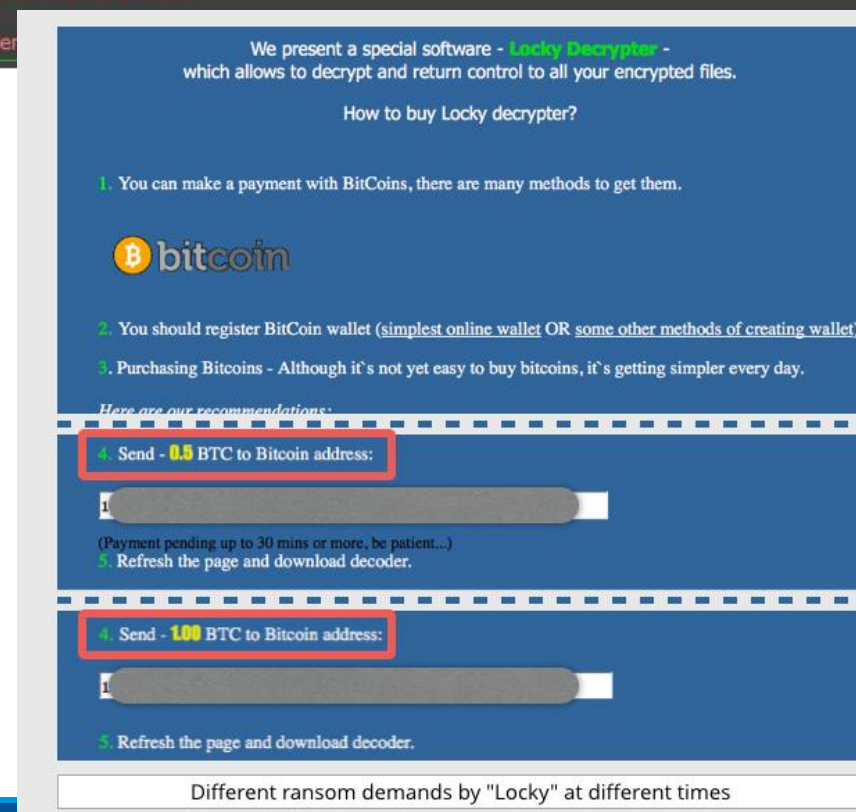 er
We present a special software - Locky Decrypter -
which allows to decrypt and return control to all your encrypted files.
How to buy Locky decrypter?
1. You can make a payment with BitCoins, there are many methods to get them.
bitcoin
2. You should register BitCoin wallet (simplest online wallet OR some other methods of creating wallet)
3. Purchasing Bitcoins - Although it`s not yet easy to buy bitcoins, it`s getting simpler every day.
Here are our recommendations:
4. Send - 0.5 BTC to Bitcoin address:
1
(Payment pending up to 30 mins or more, be patient...)
5. Refresh the page and download decoder.
4. Send - 1.00 BTC to Bitcoin address:
1
5. Refresh the page and download decoder.
Different ransom demands by "Locky" at different times